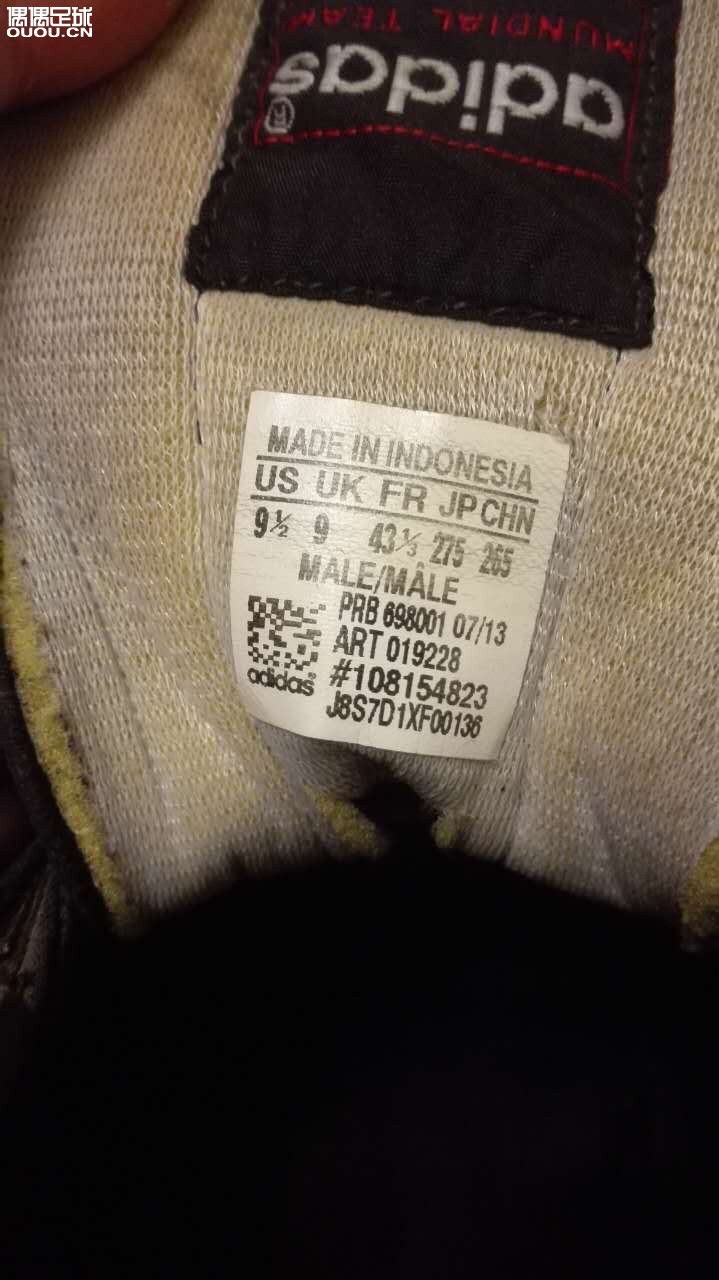 偶偶足球
OUOU.CN
MUNDIAL TEAM
adidas
MADE IN INDONESIA
US UK FR JP CHN
9½ 9 43⅓ 275 265
MALE/MÂLE
PRB 698001 07/13
ART 019228
#108154823
adidas
J8S7D1XF00136